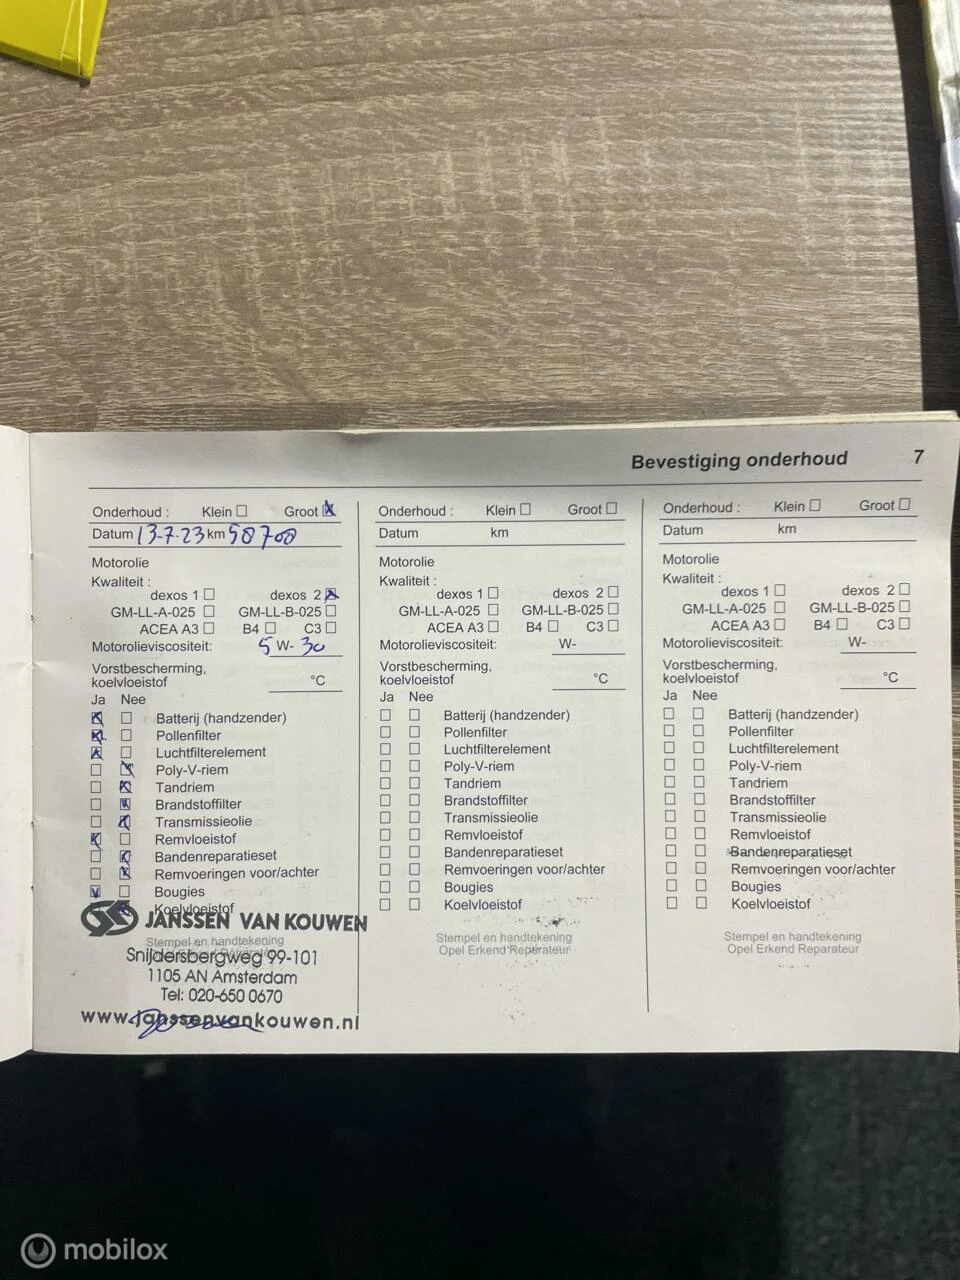 Bevestiging onderhoud 7
Onderhoud : Klein ☐ Groot ☒
Datum 13-7-23 km 50700
Motorolie
Kwaliteit :
dexos 1 ☐ dexos 2 ☒
GM-LL-A-025 ☐ GM-LL-B-025 ☐
ACEA A3 ☐ B4 ☐ C3 ☐
Motorolieviscositeit: 5 W- 30
Vorstbescherming,
koelvloeistof °C
Ja Nee
☒ ☐ Batterij (handzender)
☒ ☐ Pollenfilter
☒ ☐ Luchtfilterelement
☐ ☒ Poly-V-riem
☐ ☒ Tandriem
☐ ☒ Brandstoffilter
☐ ☒ Transmissieolie
☒ ☐ Remvloeistof
☐ ☒ Bandenreparatieset
☐ ☒ Remvoeringen voor/achter
☒ ☐ Bougies
☐ ☒ Koelvloeistof
JANSSEN VAN KOUWEN
Stempel en handtekening
Snijdersbergweg 99-101
1105 AN Amsterdam
Tel: 020-650 0670
www.janssenvankouwen.nl
Onderhoud : Klein ☐ Groot ☐
Datum km
Motorolie
Kwaliteit :
dexos 1 ☐ dexos 2 ☐
GM-LL-A-025 ☐ GM-LL-B-025 ☐
ACEA A3 ☐ B4 ☐ C3 ☐
Motorolieviscositeit: W-
Vorstbescherming,
koelvloeistof °C
Ja Nee
☐ ☐ Batterij (handzender)
☐ ☐ Pollenfilter
☐ ☐ Luchtfilterelement
☐ ☐ Poly-V-riem
☐ ☐ Tandriem
☐ ☐ Brandstoffilter
☐ ☐ Transmissieolie
☐ ☐ Remvloeistof
☐ ☐ Bandenreparatieset
☐ ☐ Remvoeringen voor/achter
☐ ☐ Bougies
☐ ☐ Koelvloeistof
Stempel en handtekening
Opel Erkend Reparateur
Onderhoud : Klein ☐ Groot ☐
Datum km
Motorolie
Kwaliteit :
dexos 1 ☐ dexos 2 ☐
GM-LL-A-025 ☐ GM-LL-B-025 ☐
ACEA A3 ☐ B4 ☐ C3 ☐
Motorolieviscositeit: W-
Vorstbescherming,
koelvloeistof °C
Ja Nee
☐ ☐ Batterij (handzender)
☐ ☐ Pollenfilter
☐ ☐ Luchtfilterelement
☐ ☐ Poly-V-riem
☐ ☐ Tandriem
☐ ☐ Brandstoffilter
☐ ☐ Transmissieolie
☐ ☐ Remvloeistof
☐ ☐ Bandenreparatieset
☐ ☐ Remvoeringen voor/achter
☐ ☐ Bougies
☐ ☐ Koelvloeistof
Stempel en handtekening
Opel Erkend Reparateur
mobilox